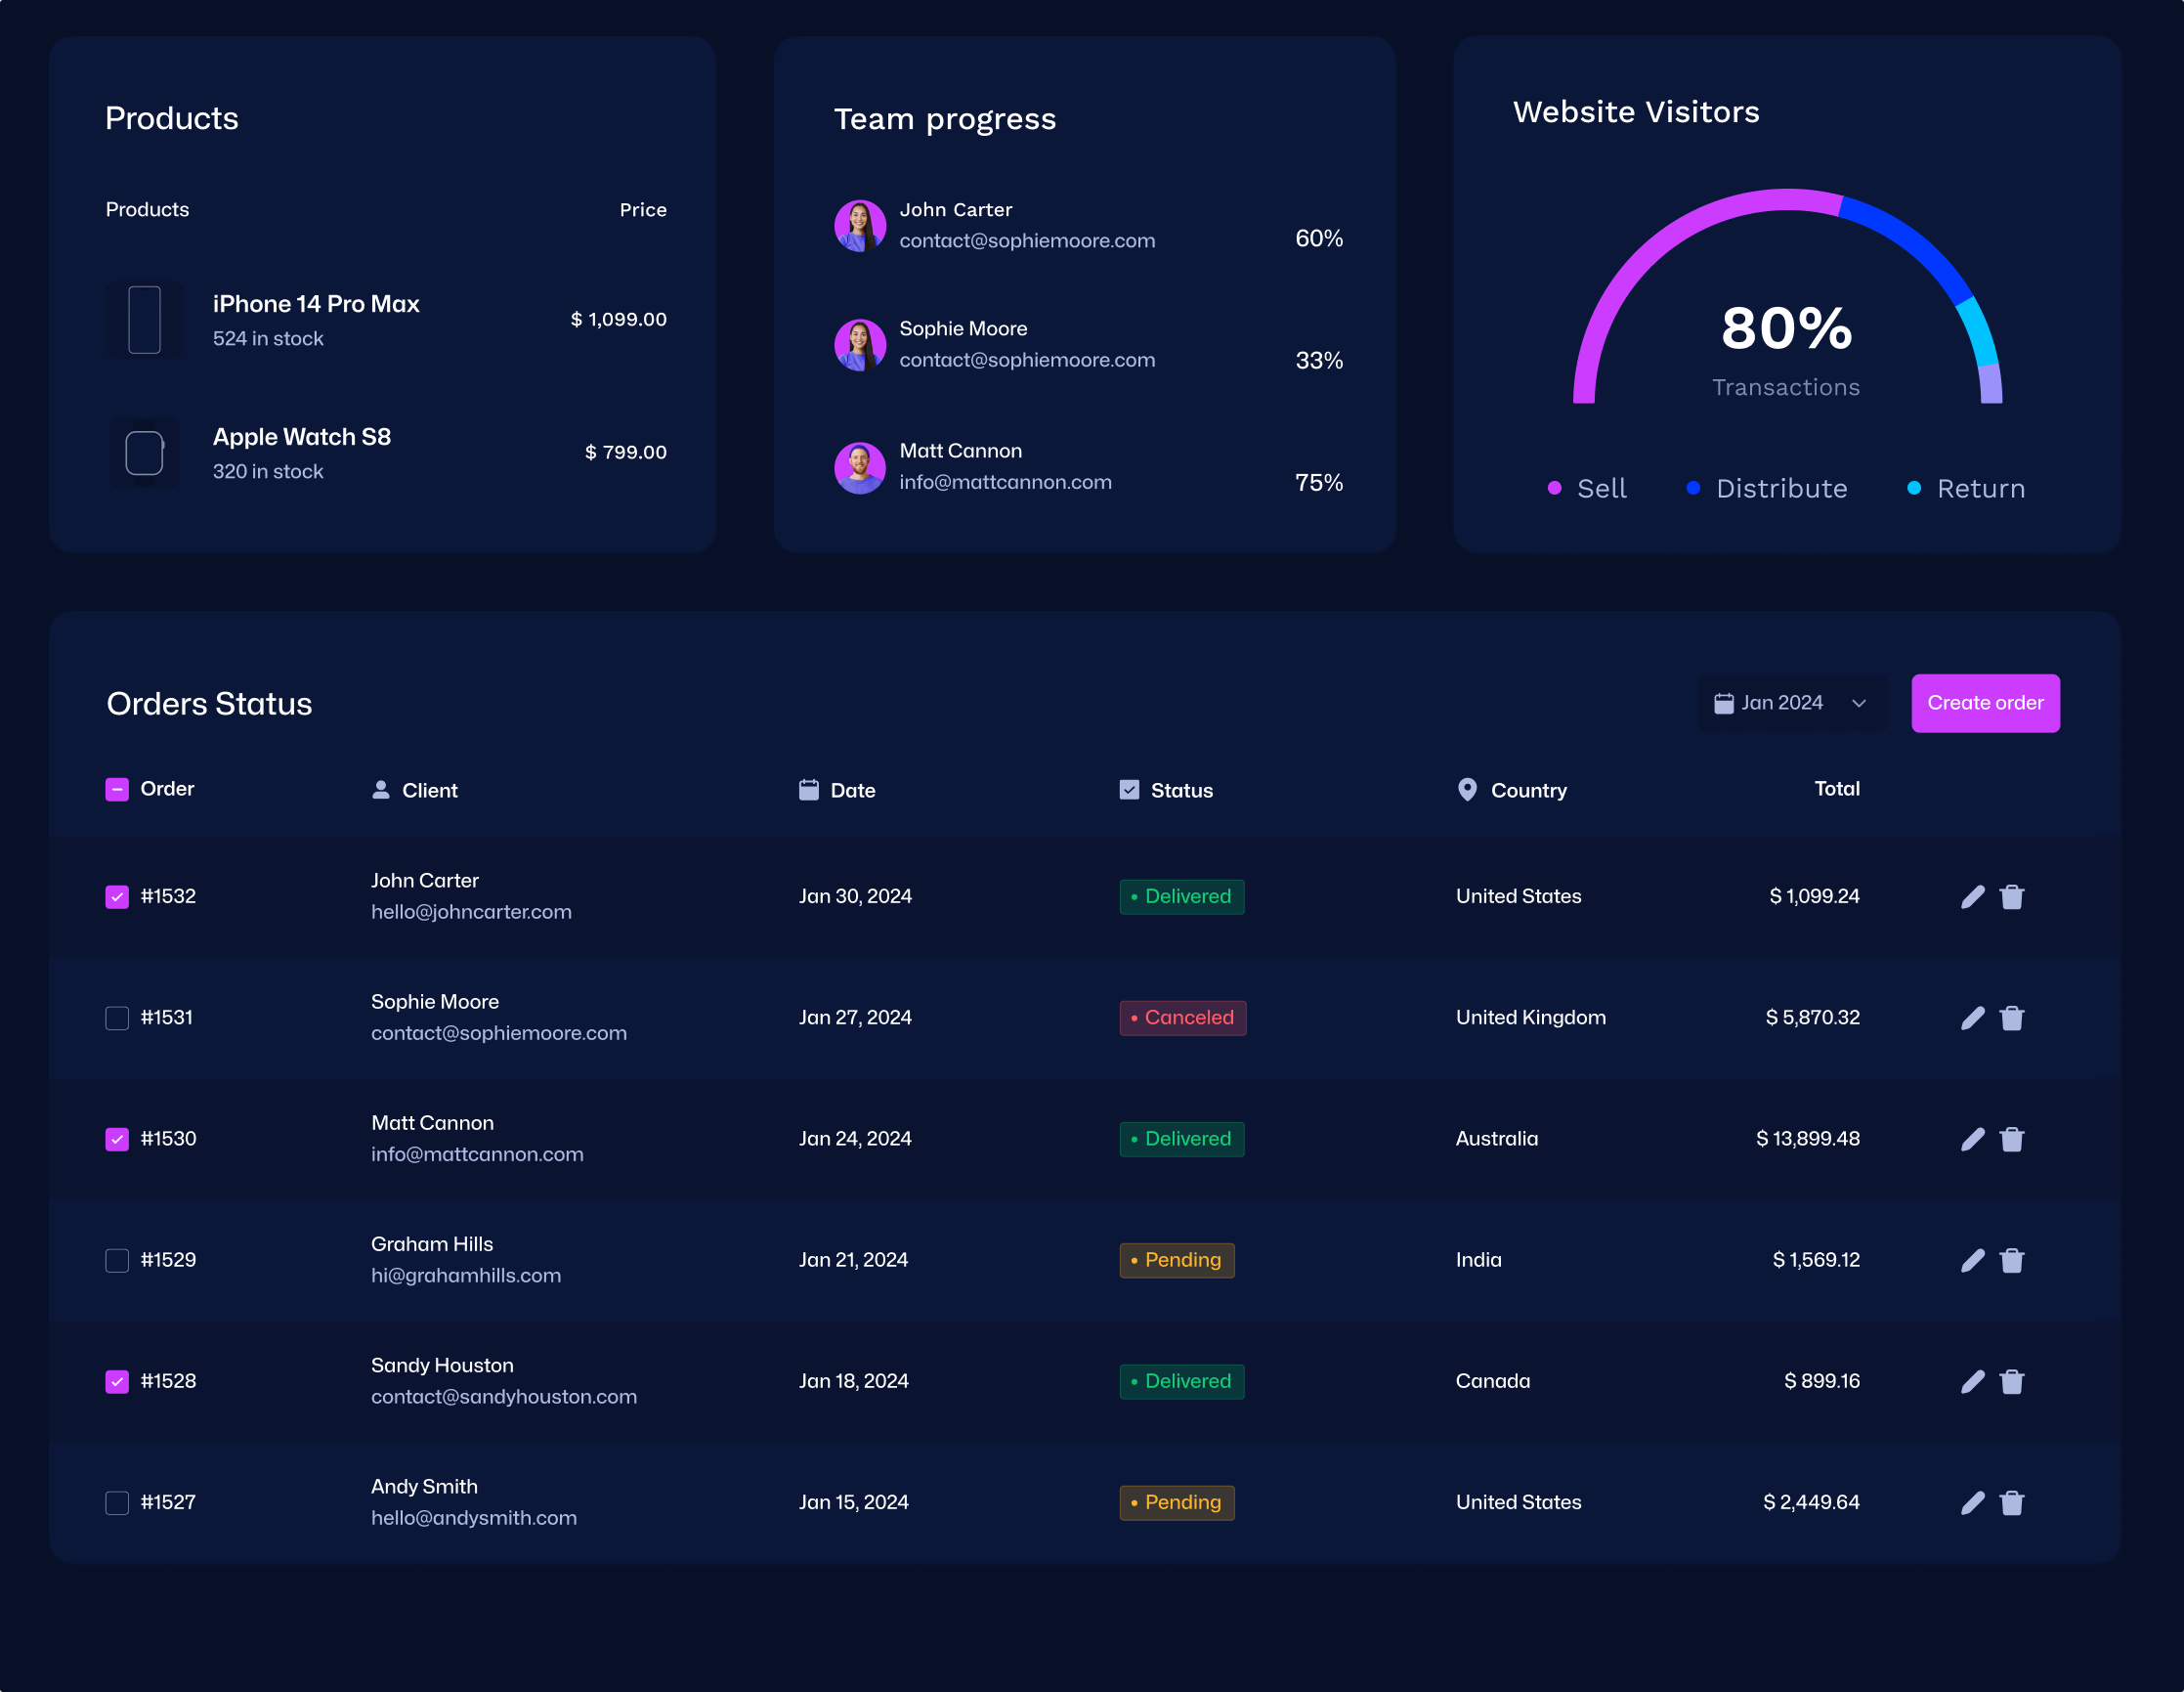 Products
Products Price
iPhone 14 Pro Max
524 in stock
$ 1,099.00
Apple Watch S8
320 in stock
$ 799.00
Team progress
John Carter
contact@sophiemoore.com
60%
Sophie Moore
contact@sophiemoore.com
33%
Matt Cannon
info@mattcannon.com
75%
Website Visitors
80%
Transactions
Sell Distribute Return
Orders Status
Jan 2024
Create order
Order Client Date Status Country Total
#1532 John Carter Jan 30, 2024 Delivered United States $ 1,099.24
hello@johncarter.com
#1531 Sophie Moore Jan 27, 2024 Canceled United Kingdom $ 5,870.32
contact@sophiemoore.com
#1530 Matt Cannon Jan 24, 2024 Delivered Australia $ 13,899.48
info@mattcannon.com
#1529 Graham Hills Jan 21, 2024 Pending India $ 1,569.12
hi@grahamhills.com
#1528 Sandy Houston Jan 18, 2024 Delivered Canada $ 899.16
contact@sandyhouston.com
#1527 Andy Smith Jan 15, 2024 Pending United States $ 2,449.64
hello@andysmith.com